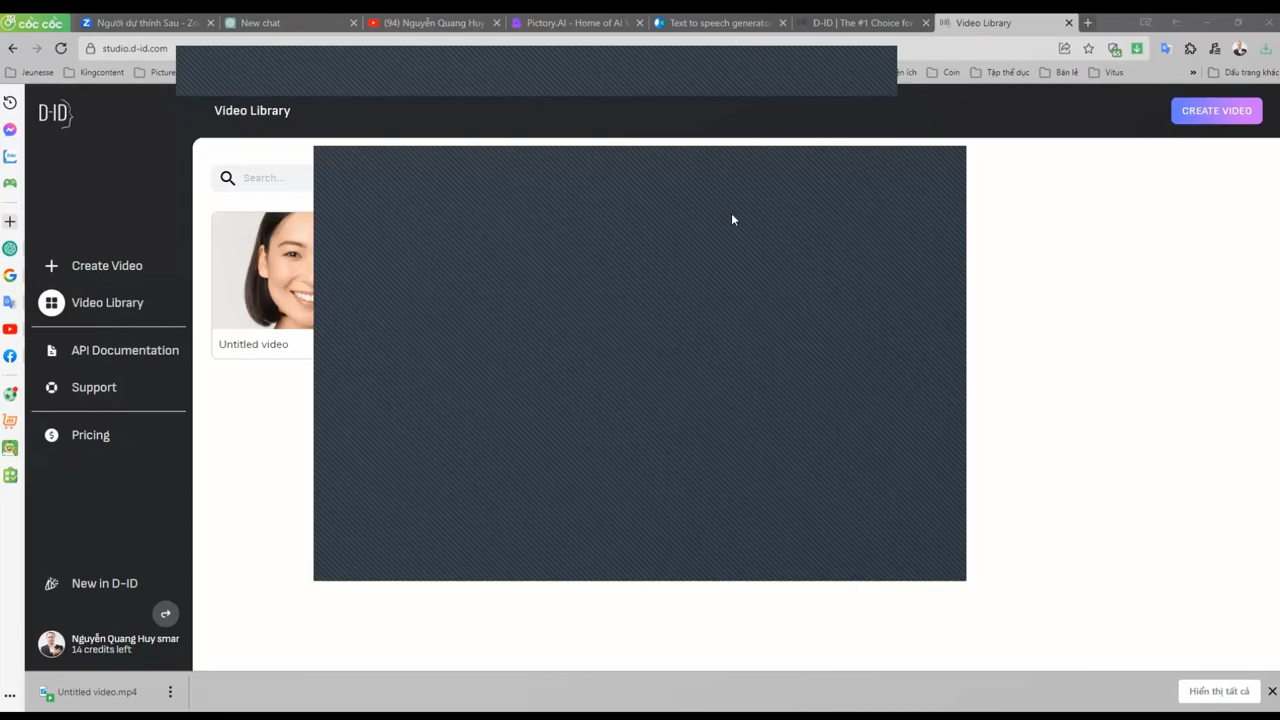 cốc cốc
Người dự thính Sau - Zo
New chat
(94) Nguyễn Quang Huy
Pictory.AI - Home of AI V
Text to speech generato
D-ID | The #1 Choice for
Video Library
studio.d-id.com
Jeunesse
Kingcontent
Picture
ện ích
Coin
Tập thể dục
Bán lẻ
Vitus
»
Dấu trang khác
D-ID
Video Library
CREATE VIDEO
Search...
Create Video
Video Library
Untitled video
API Documentation
Support
Pricing
New in D-ID
Nguyễn Quang Huy smar
14 credits left
Untitled video.mp4
Hiển thị tất cả